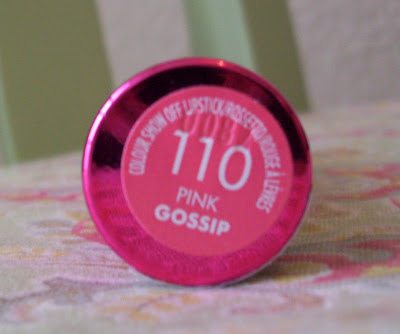 COLOUR SHOW OFF LIPSTICK/ROSSETTO/ROUGE À LÈVRES
110
PINK
GOSSIP